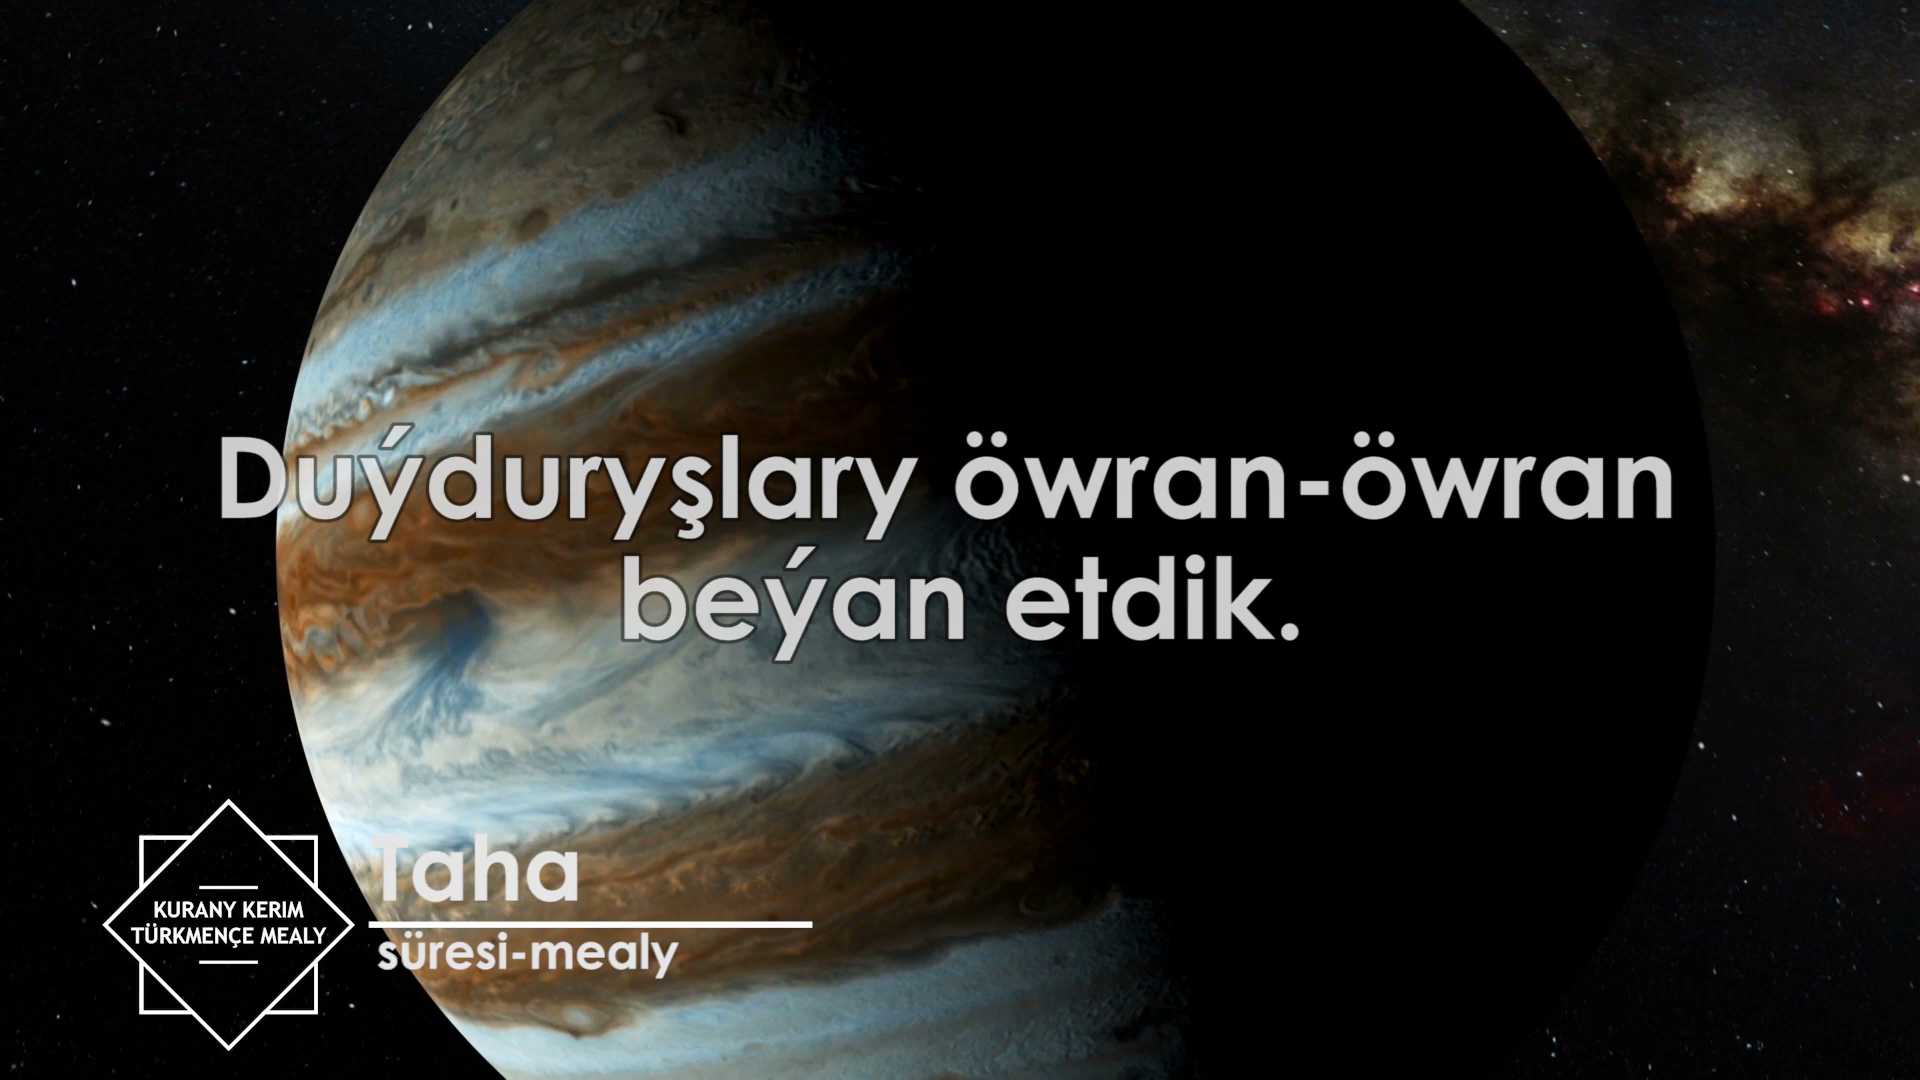 Duýduryşlary öwran-öwran
beýan etdik.
Taha
süresi-mealy
KURANY KERIM
TÜRKMENÇE MEALY